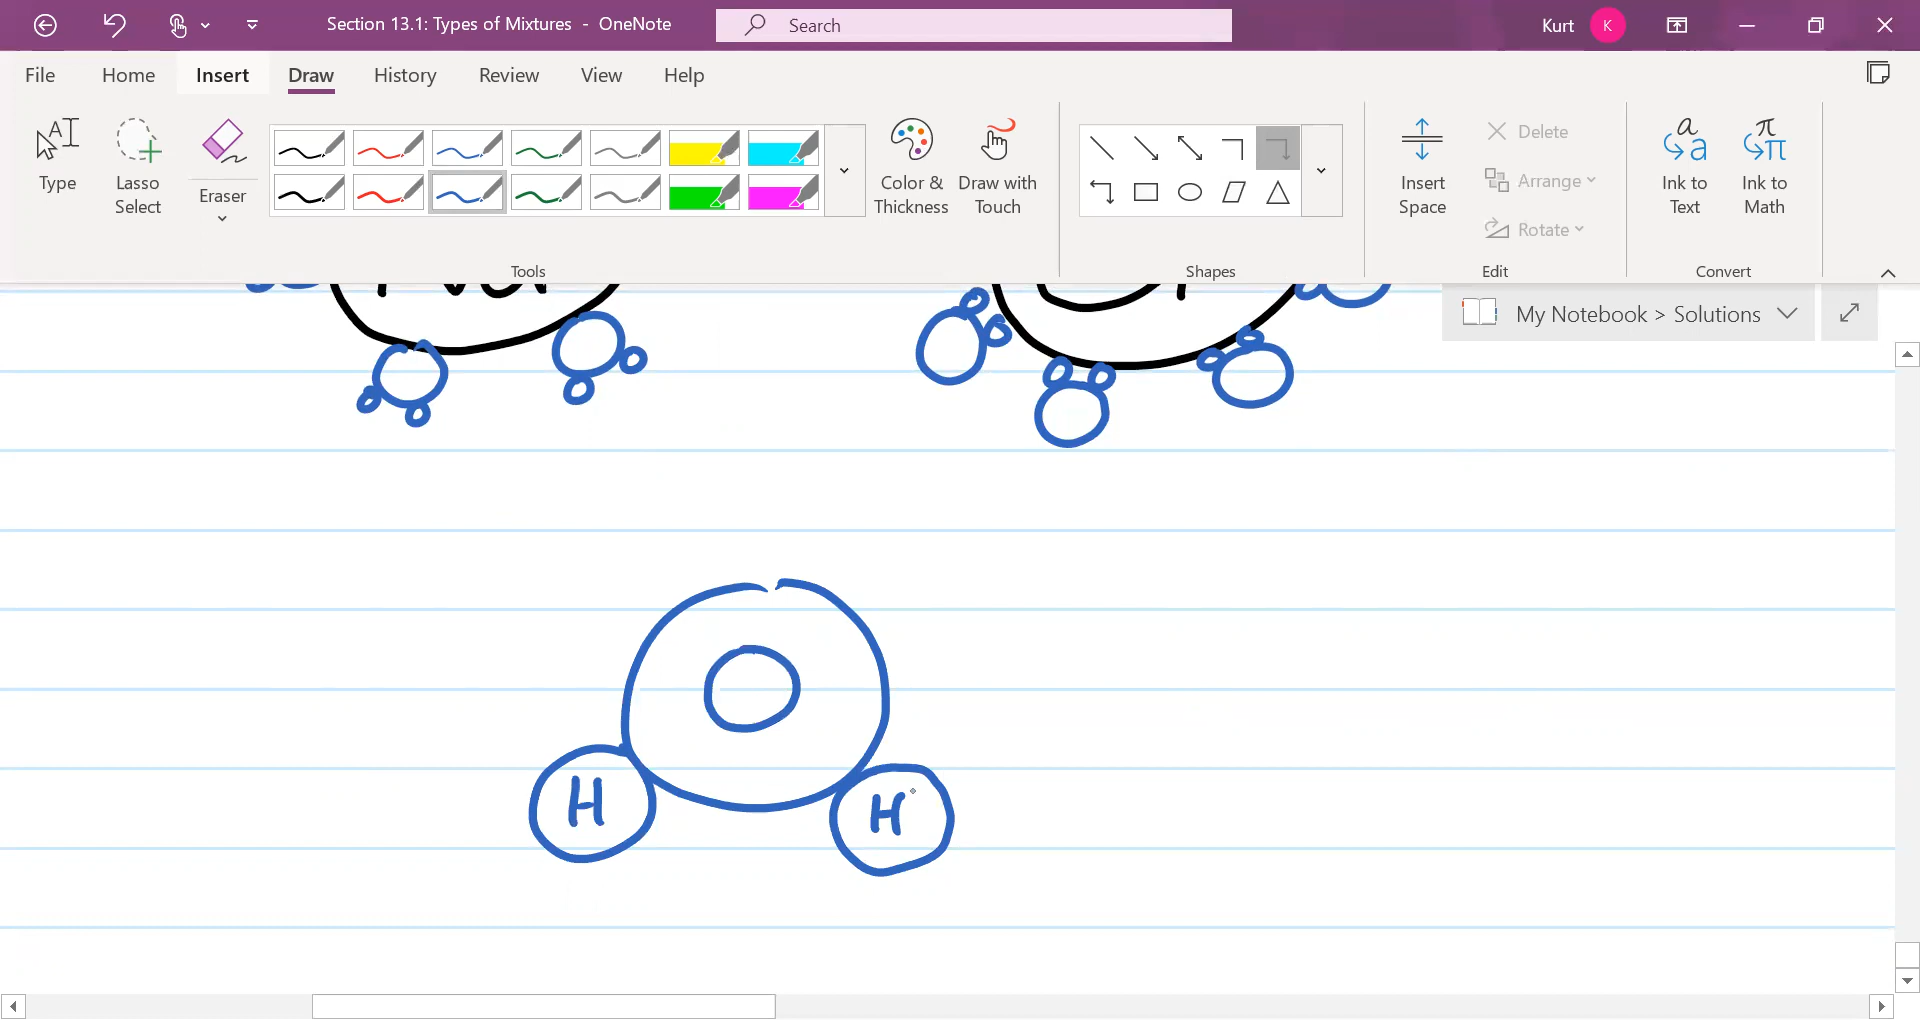 Section 13.1: Types of Mixtures - OneNote
Search
Kurt K
File Home Insert Draw History Review View Help
Type
Lasso Select
Eraser
Color & Thickness
Draw with Touch
Insert Space
Delete
Arrange
Rotate
Ink to Text
Ink to Math
Tools Shapes Edit Convert
My Notebook > Solutions
O
H H